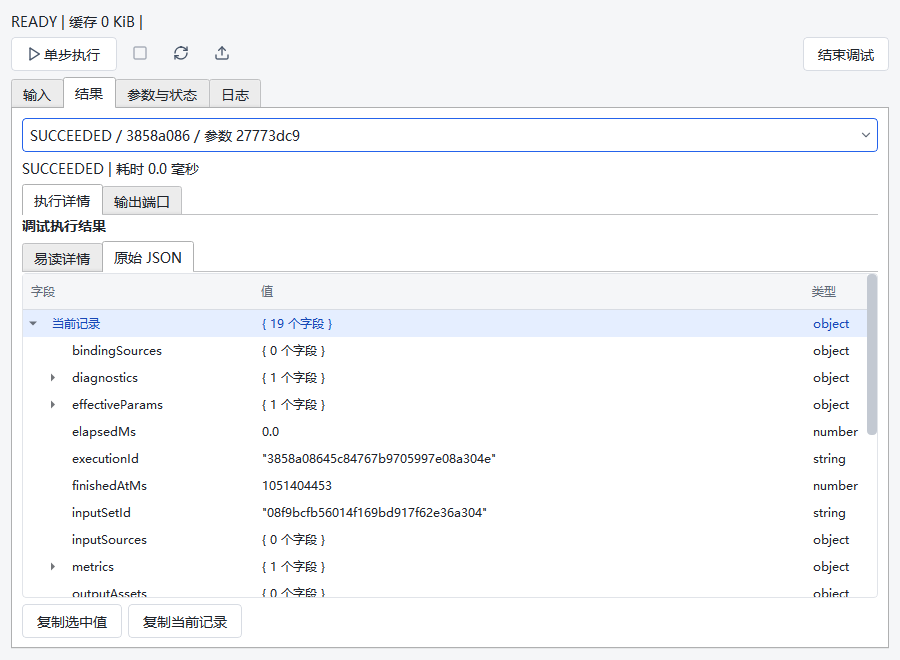 READY | 缓存 0 KiB |
单步执行 结束调试
输入 结果 参数与状态 日志
SUCCEEDED / 3858a086 / 参数 27773dc9
SUCCEEDED | 耗时 0.0 毫秒
执行详情 输出端口
调试执行结果
易读详情 原始 JSON
字段 值 类型
当前记录 { 19 个字段 } object
bindingSources { 0 个字段 } object
diagnostics { 1 个字段 } object
effectiveParams { 1 个字段 } object
elapsedMs 0.0 number
executionId "3858a08645c84767b9705997e08a304e" string
finishedAtMs 1051404453 number
inputSetId "08f9bcfb56014f169bd917f62e36a304" string
inputSources { 0 个字段 } object
metrics { 1 个字段 } object
outputAssets { 0 个字段 } object
复制选中值 复制当前记录